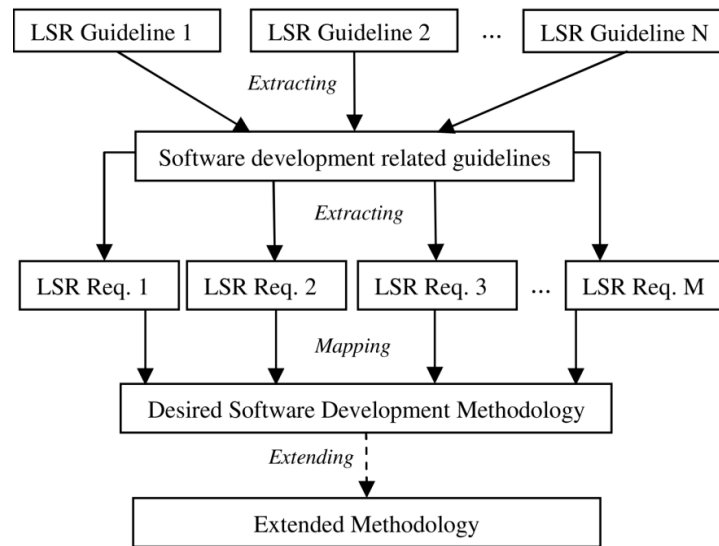 LSR Guideline 1
LSR Guideline 2
...
LSR Guideline N
Extracting
Software development related guidelines
Extracting
LSR Req. 1
LSR Req. 2
LSR Req. 3
...
LSR Req. M
Mapping
Desired Software Development Methodology
Extending
Extended Methodology